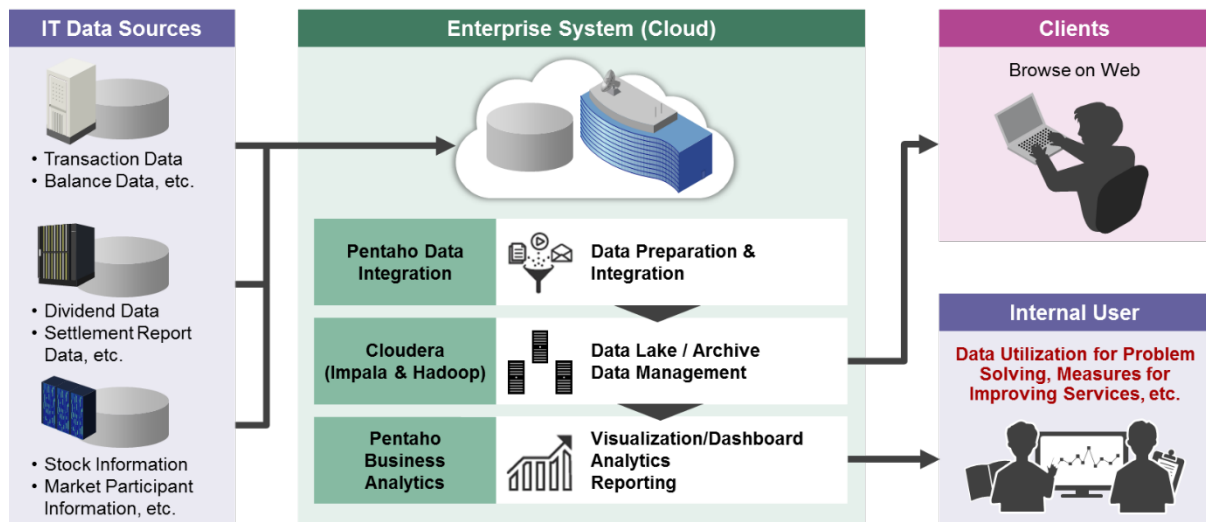 IT Data Sources
• Transaction Data
• Balance Data, etc.
• Dividend Data
• Settlement Report
Data, etc.
• Stock Information
• Market Participant
Information, etc.
Enterprise System (Cloud)
Pentaho Data
Integration
Data Preparation &
Integration
Cloudera
(Impala & Hadoop)
Data Lake / Archive
Data Management
Pentaho
Business
Analytics
Visualization/Dashboard
Analytics
Reporting
Clients
Browse on Web
Internal User
Data Utilization for Problem
Solving, Measures for
Improving Services, etc.